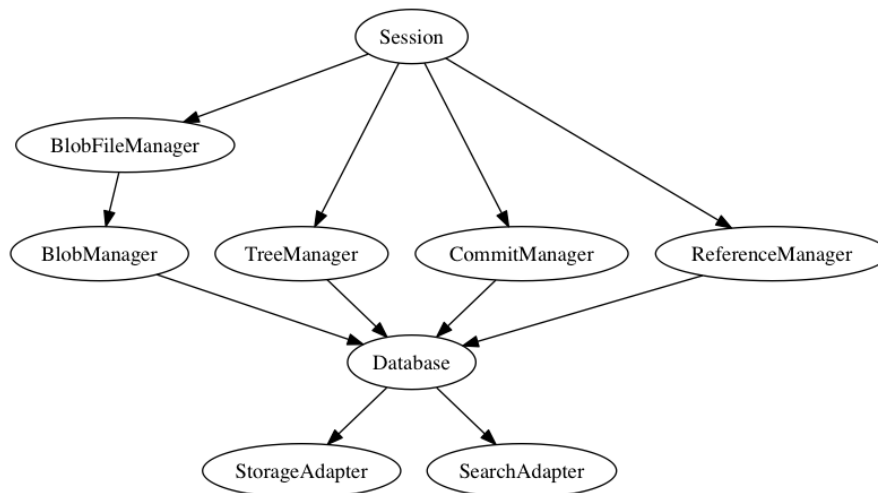 Session
BlobFileManager
BlobManager
TreeManager
CommitManager
ReferenceManager
Database
StorageAdapter
SearchAdapter